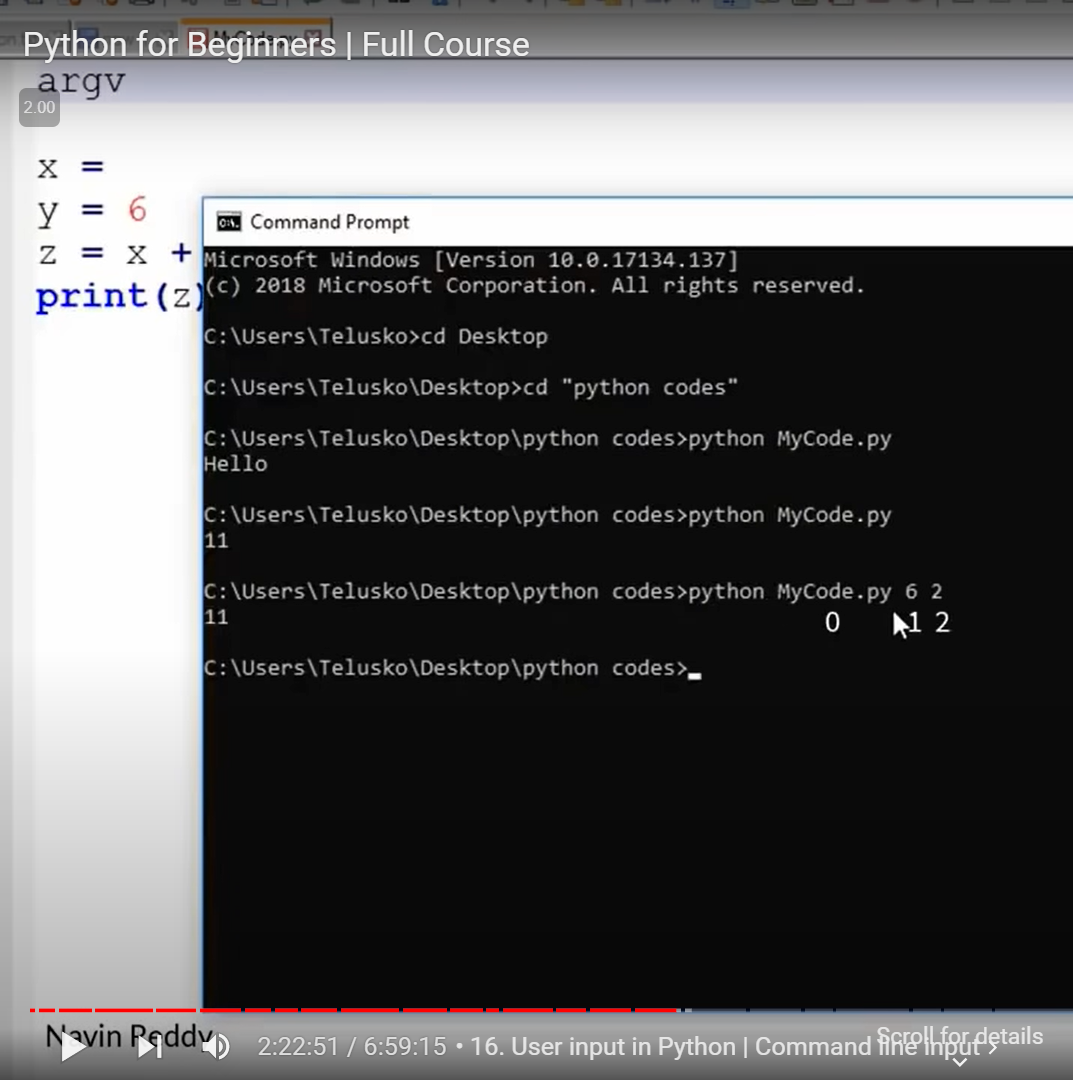 Python for Beginners | Full Course
argv
2.00
x =
y = 6
z = x +
print(z)
Command Prompt
Microsoft Windows [Version 10.0.17134.137]
(c) 2018 Microsoft Corporation. All rights reserved.
C:\Users\Telusko>cd Desktop
C:\Users\Telusko\Desktop>cd "python codes"
C:\Users\Telusko\Desktop\python codes>python MyCode.py
Hello
C:\Users\Telusko\Desktop\python codes>python MyCode.py
11
C:\Users\Telusko\Desktop\python codes>python MyCode.py 6 2
11
0 1 2
C:\Users\Telusko\Desktop\python codes>
Navin Reddy
2:22:51 / 6:59:15 • 16. User input in Python | Command line input >
Scroll for details